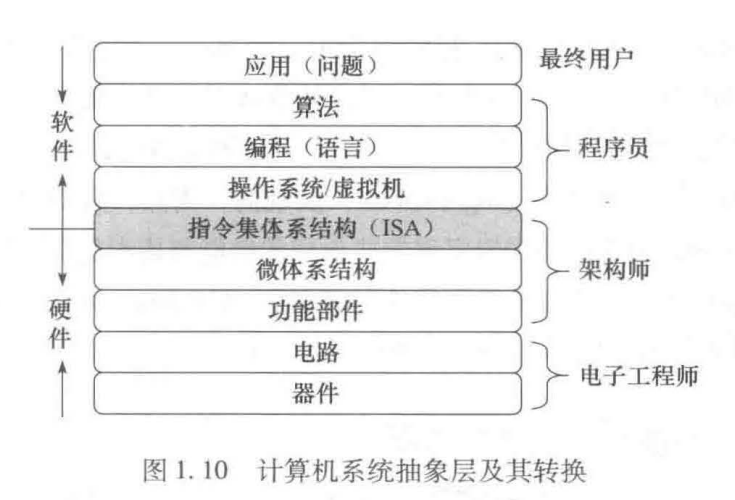 应用（问题）
最终用户
算法
编程（语言）
操作系统/虚拟机
程序员
软件
指令集体系结构（ISA）
微体系结构
功能部件
架构师
硬件
电路
器件
电子工程师
图 1.10 计算机系统抽象层及其转换